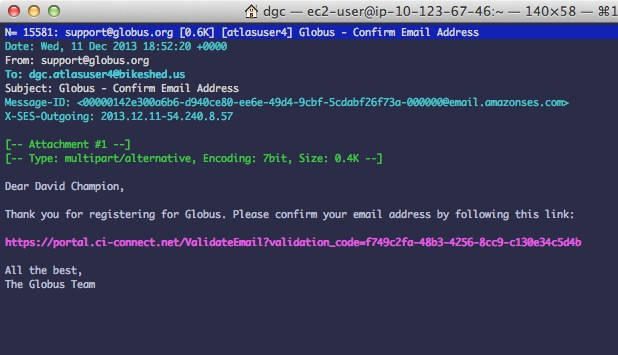 dgc — ec2-user@ip-10-123-67-46:~ — 140×58 — ⌘1
N= 15581: support@globus.org [0.6K] [atlasuser4] Globus - Confirm Email Address
Date: Wed, 11 Dec 2013 18:52:20 +0000
From: support@globus.org
To: dgc.atlasuser4@bikeshed.us
Subject: Globus - Confirm Email Address
Message-ID: <00000142e300a6b6-d940ce80-ee6e-49d4-9cbf-5cdabf26f73a-000000@email.amazonses.com>
X-SES-Outgoing: 2013.12.11-54.240.8.57
[-- Attachment #1 --]
[-- Type: multipart/alternative, Encoding: 7bit, Size: 0.4K --]
Dear David Champion,
Thank you for registering for Globus. Please confirm your email address by following this link:
https://portal.ci-connect.net/ValidateEmail?validation_code=f749c2fa-48b3-4256-8cc9-c130e34c5d4b
All the best,
The Globus Team